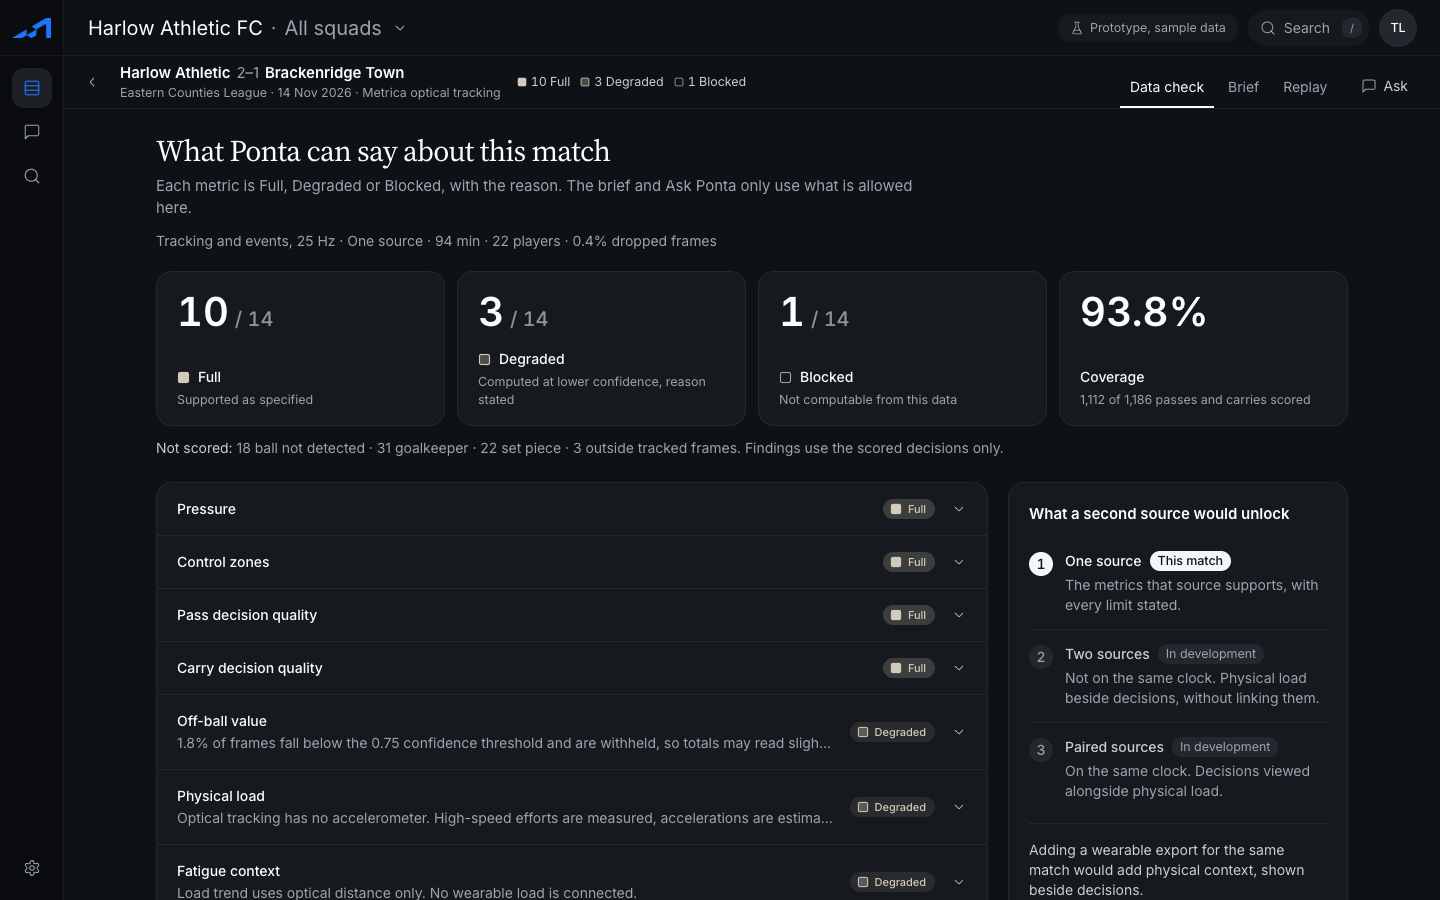 Harlow Athletic FC · All squads
Prototype, sample data
Search /
TL
Harlow Athletic 2–1 Brackenridge Town
Eastern Counties League · 14 Nov 2026 · Metrica optical tracking
10 Full 3 Degraded 1 Blocked
Data check Brief Replay Ask
What Ponta can say about this match
Each metric is Full, Degraded or Blocked, with the reason. The brief and Ask Ponta only use what is allowed
here.
Tracking and events, 25 Hz · One source · 94 min · 22 players · 0.4% dropped frames
10 / 14
Full
Supported as specified
3 / 14
Degraded
Computed at lower confidence, reason
stated
1 / 14
Blocked
Not computable from this data
93.8%
Coverage
1,112 of 1,186 passes and carries scored
Not scored: 18 ball not detected · 31 goalkeeper · 22 set piece · 3 outside tracked frames. Findings use the scored decisions only.
Pressure Full
Control zones Full
Pass decision quality Full
Carry decision quality Full
Off-ball value
1.8% of frames fall below the 0.75 confidence threshold and are withheld, so totals may read sligh...
Degraded
Physical load
Optical tracking has no accelerometer. High-speed efforts are measured, accelerations are estima...
Degraded
Fatigue context
Load trend uses optical distance only. No wearable load is connected.
Degraded
What a second source would unlock
1 One source This match
The metrics that source supports, with
every limit stated.
2 Two sources In development
Not on the same clock. Physical load
beside decisions, without linking them.
3 Paired sources In development
On the same clock. Decisions viewed
alongside physical load.
Adding a wearable export for the same
match would add physical context, shown
beside decisions.